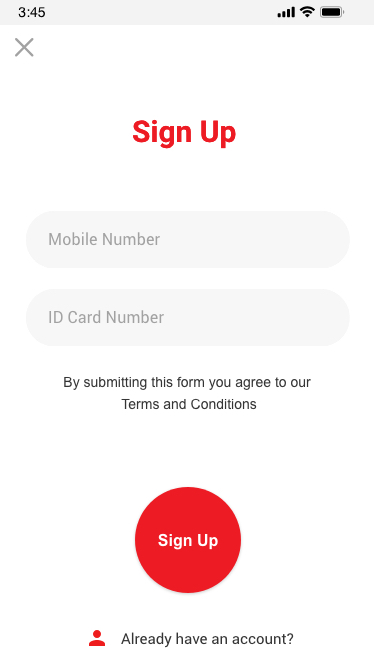 3:45
Sign Up
Mobile Number
ID Card Number
By submitting this form you agree to our
Terms and Conditions
Sign Up
Already have an account?